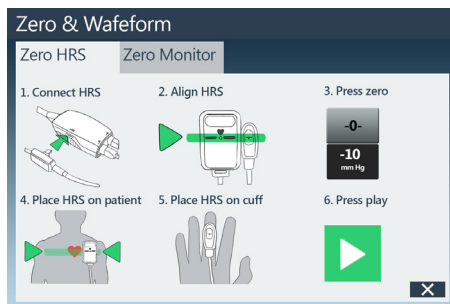 Zero & Wafeform
Zero HRS
Zero Monitor
1. Connect HRS
2. Align HRS
3. Press zero
-0-
-10
mm Hg
4. Place HRS on patient
5. Place HRS on cuff
6. Press play